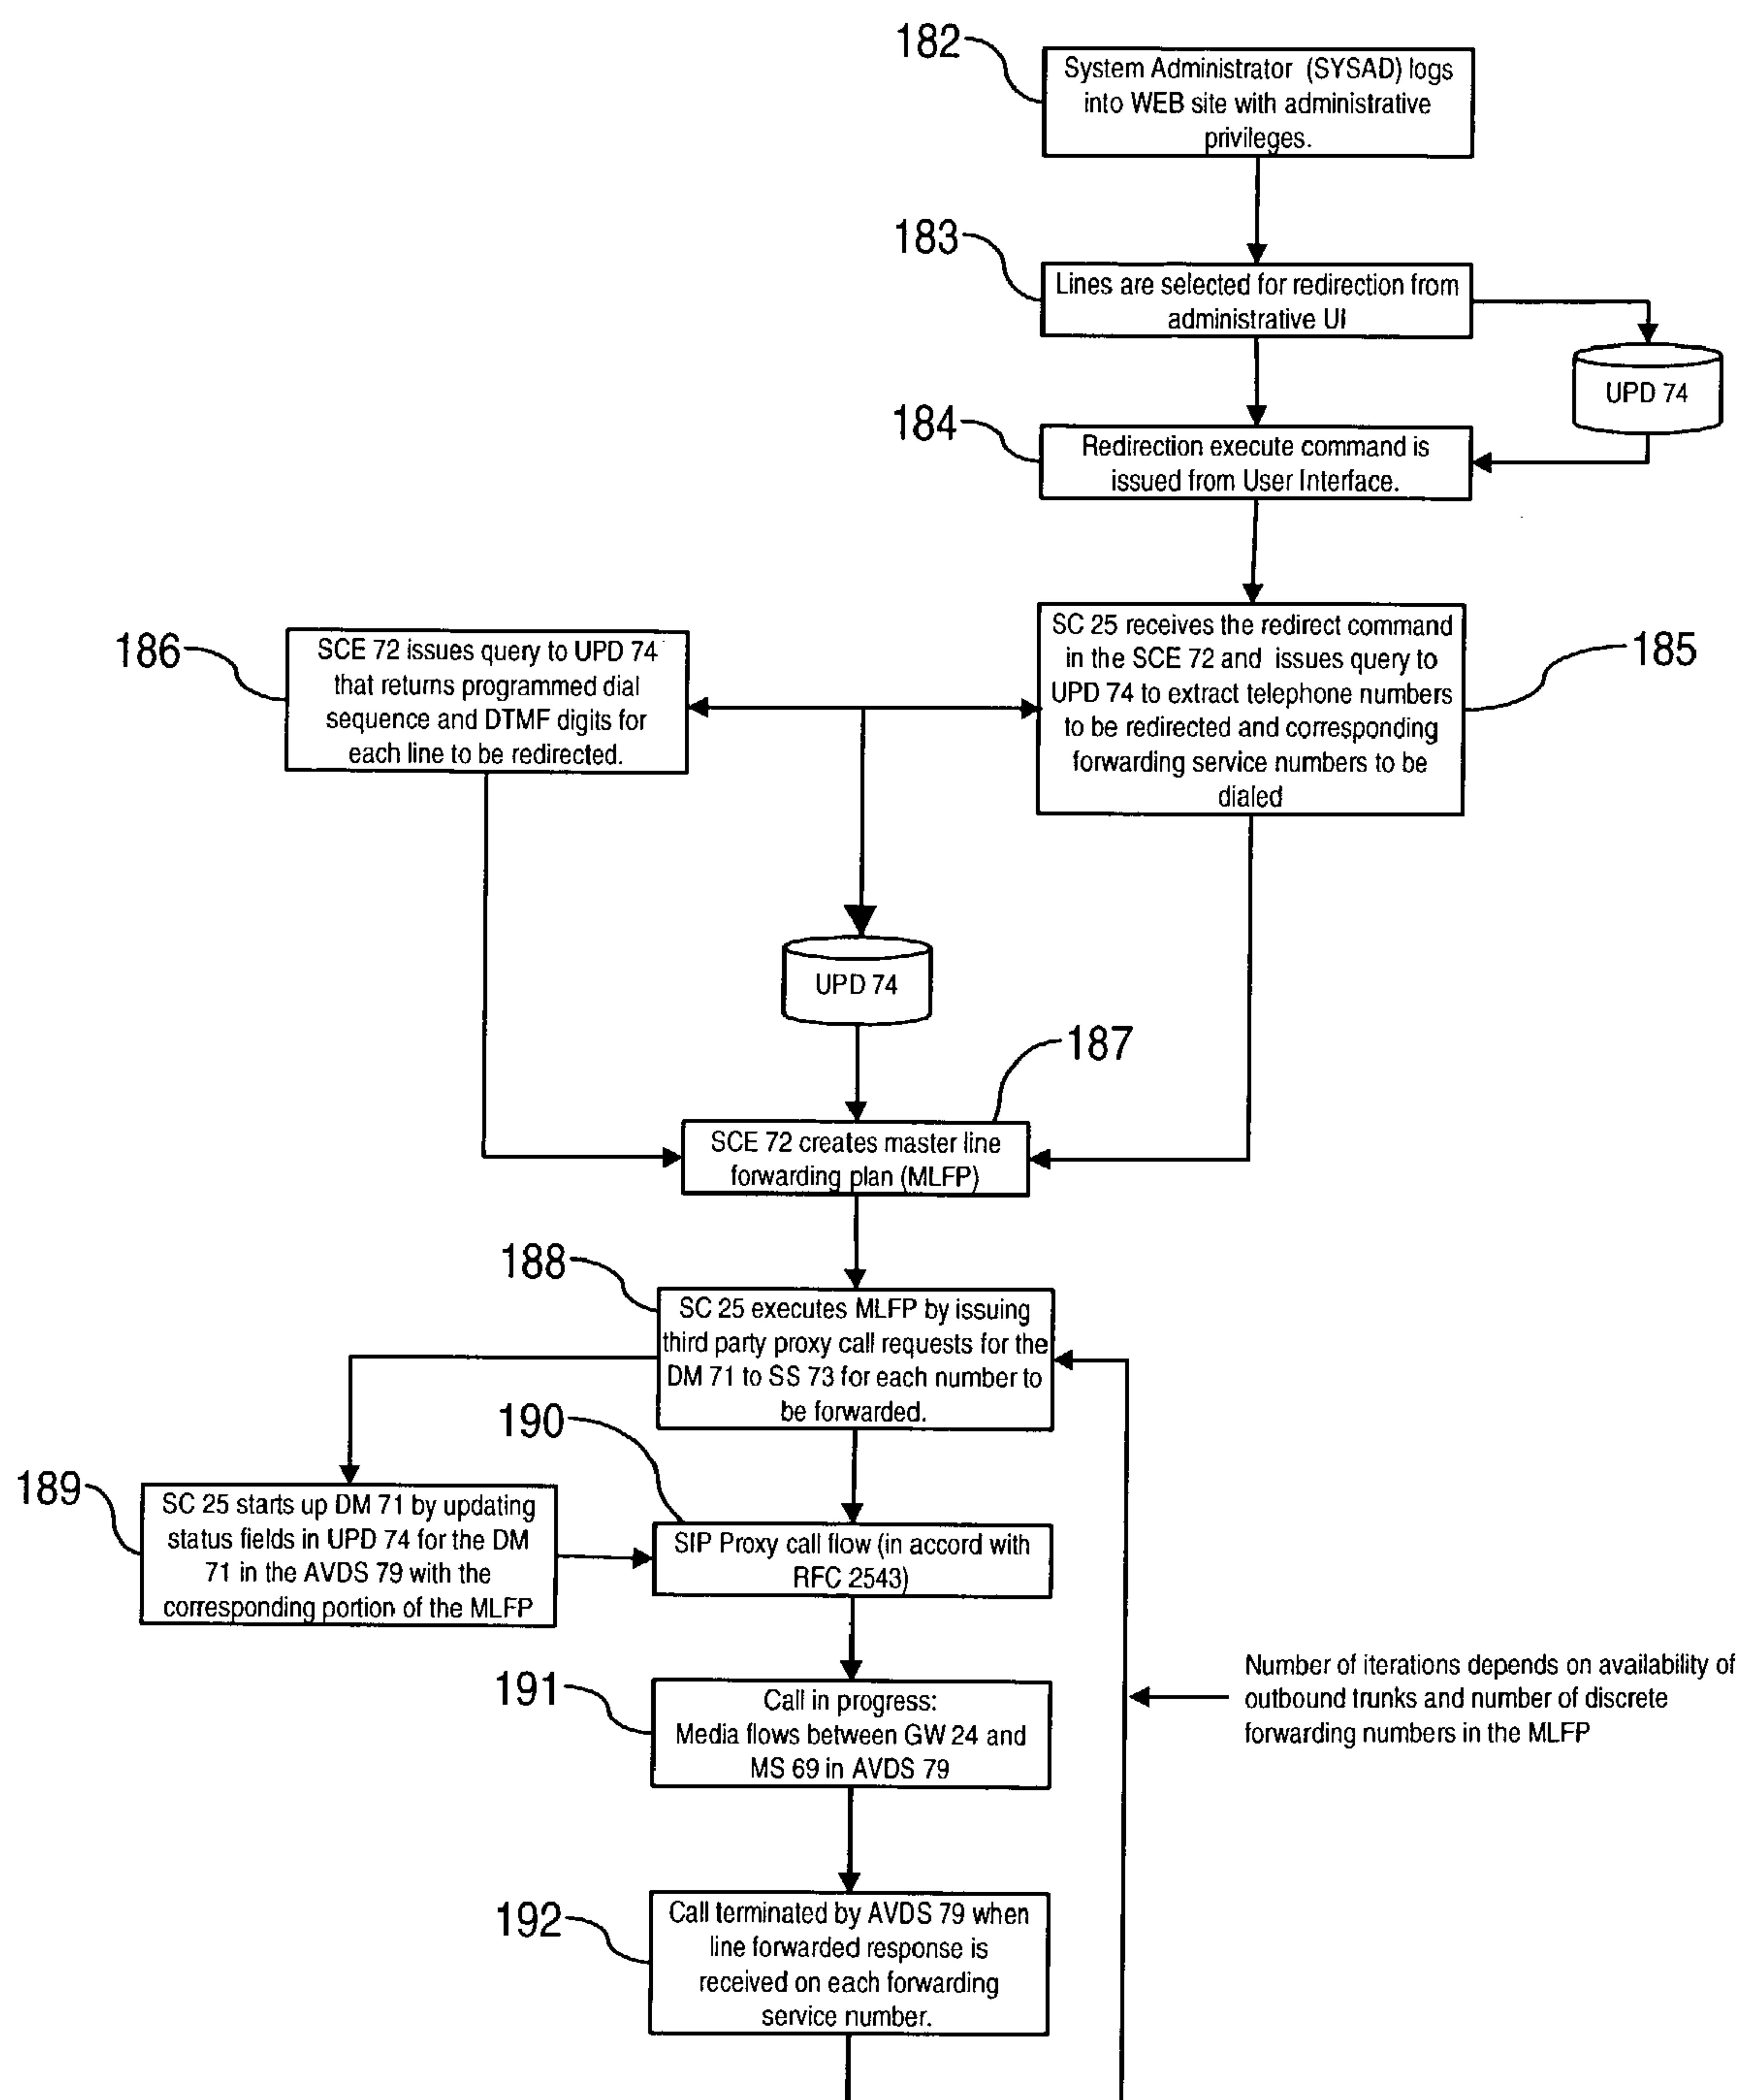 182
System Administrator (SYSAD) logs
into WEB site with administrative
privileges.
183
Lines are selected for redirection from
administrative UI
UPD 74
184
Redirection execute command is
issued from User Interface.
186
SCE 72 issues query to UPD 74
that returns programmed dial
sequence and DTMF digits for
each line to be redirected.
SC 25 receives the redirect command
in the SCE 72 and issues query to
UPD 74 to extract telephone numbers
to be redirected and corresponding
forwarding service numbers to be
dialed
185
UPD 74
187
SCE 72 creates master line
forwarding plan (MLFP)
188
SC 25 executes MLFP by issuing
third party proxy call requests for the
DM 71 to SS 73 for each number to
be forwarded.
190
189
SC 25 starts up DM 71 by updating
status fields in UPD 74 for the DM
71 in the AVDS 79 with the
corresponding portion of the MLFP
SIP Proxy call flow (in accord with
RFC 2543)
191
Call in progress:
Media flows between GW 24 and
MS 69 in AVDS 79
Number of iterations depends on availability of
outbound trunks and number of discrete
forwarding numbers in the MLFP
192
Call terminated by AVDS 79 when
line forwarded response is
received on each forwarding
service number.